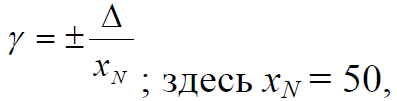 γ = ± Δ / x_N ; здесь x_N = 50,